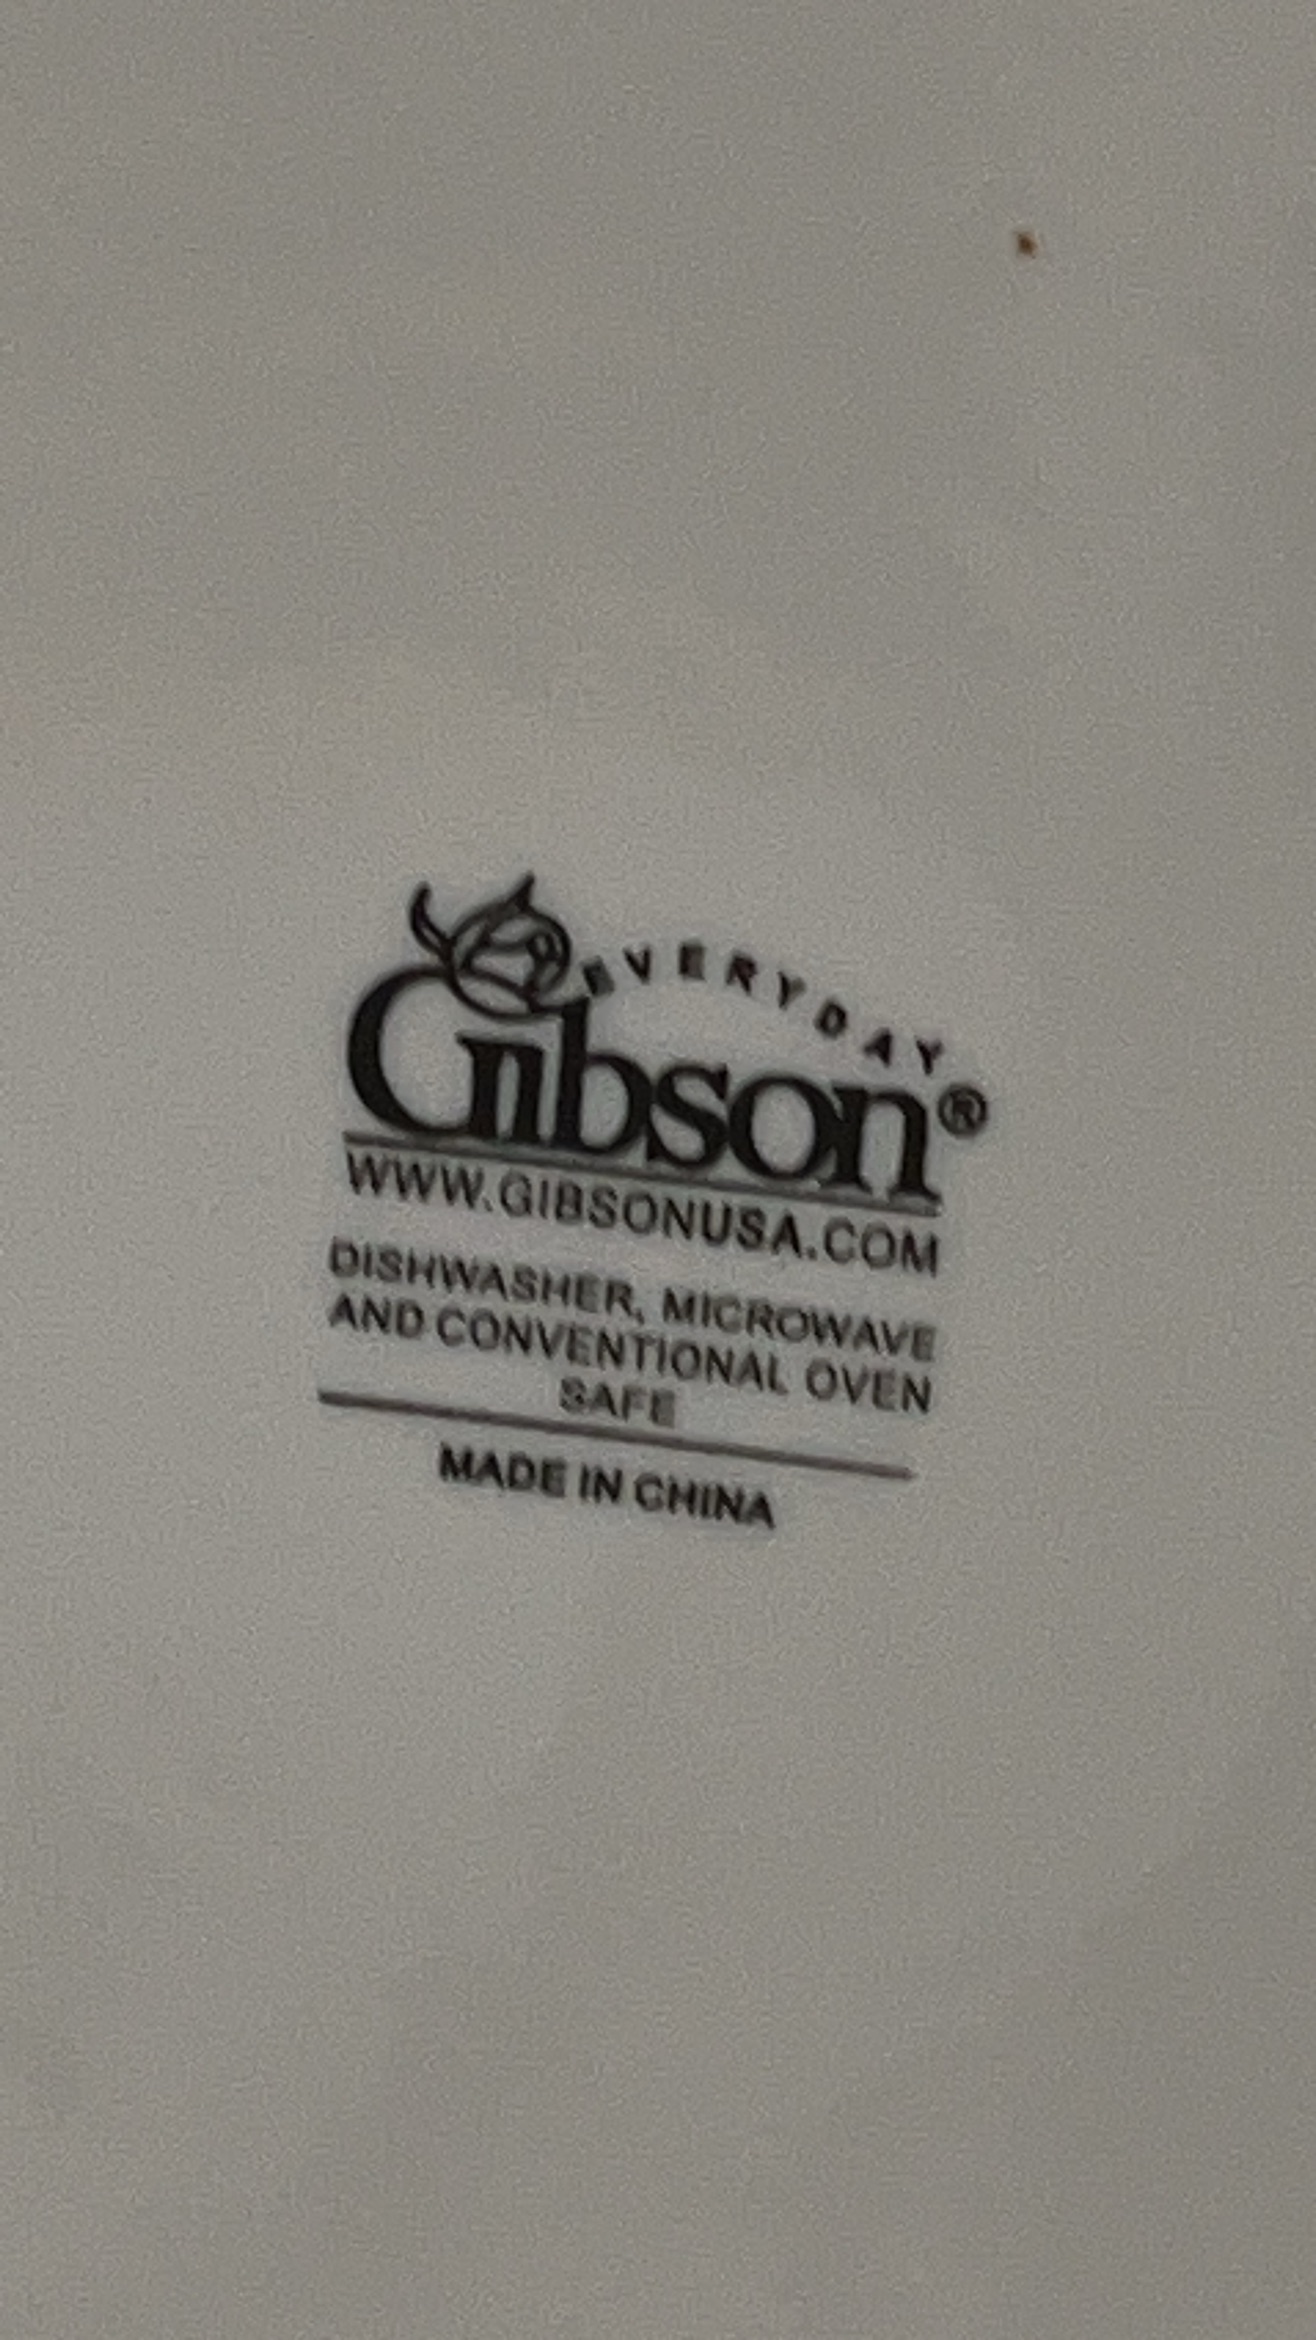 EVERYDAY
Gibson®
WWW.GIBSONUSA.COM
DISHWASHER, MICROWAVE
AND CONVENTIONAL OVEN
SAFE
MADE IN CHINA